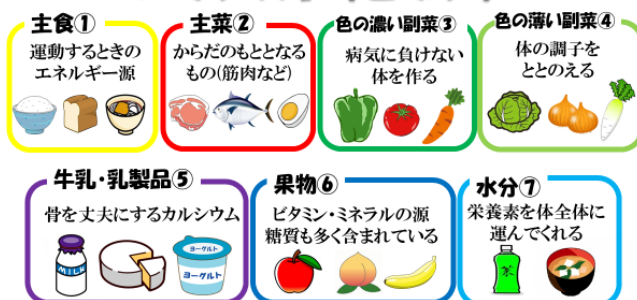 主食①
運動するときの
エネルギー源
主菜②
からだのもととなる
もの(筋肉など)
色の濃い副菜③
病気に負けない
体を作る
色の薄い副菜④
体の調子を
ととのえる
牛乳・乳製品⑤
骨を丈夫にするカルシウム
MILK
ヨーグルト
ヨーグルト
果物⑥
ビタミン・ミネラルの源
糖質も多く含まれている
水分⑦
栄養素を体全体に
運んでくれる